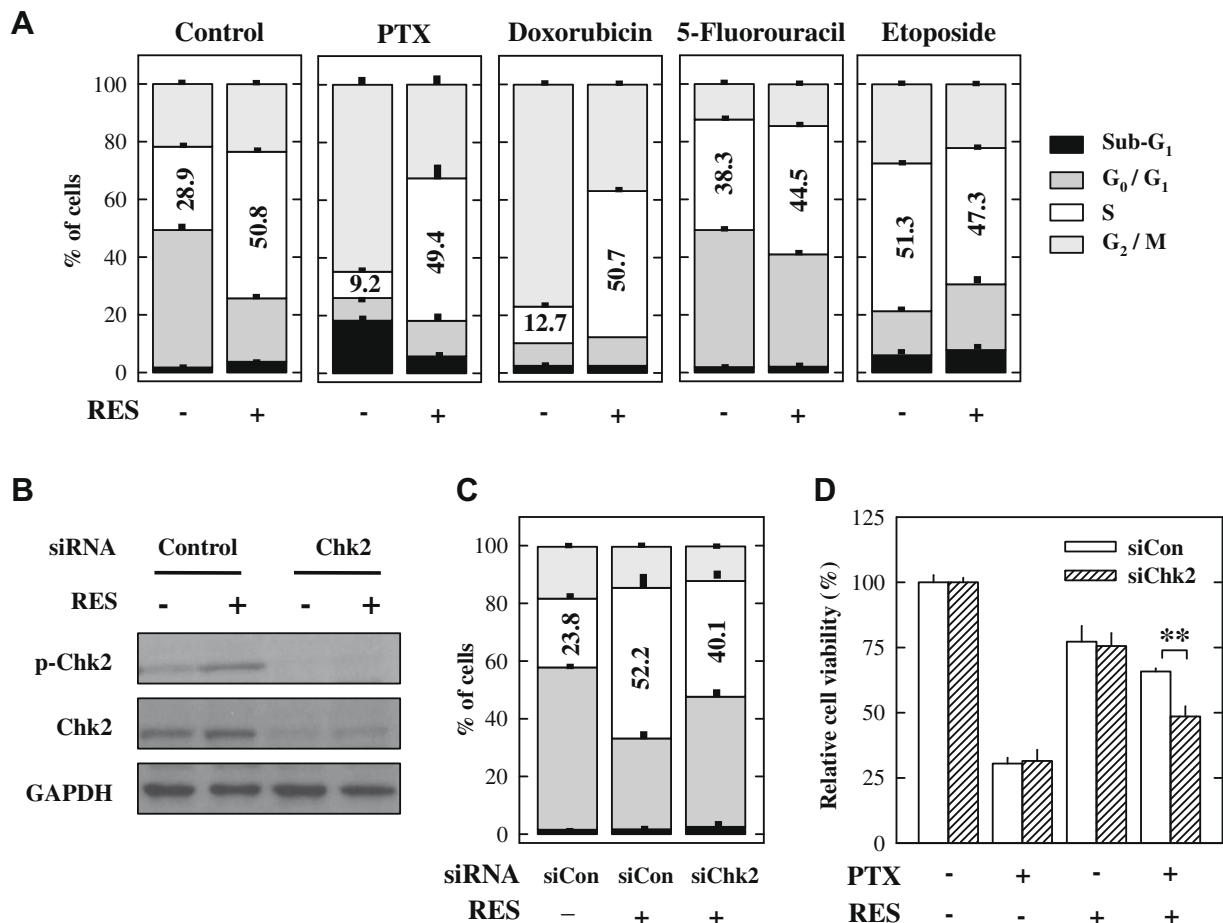 A
Control PTX Doxorubicin 5-Fluorouracil Etoposide
% of cells
100
80
60
40
20
0
28.9 50.8 9.2 49.4 12.7 50.7 38.3 44.5 51.3 47.3
Sub-G1
G0 / G1
S
G2 / M
RES - + - + - + - + - +
B
siRNA Control Chk2
RES - + - +
p-Chk2
Chk2
GAPDH
C
% of cells
100
80
60
40
20
0
23.8 52.2 40.1
siRNA siCon siCon siChk2
RES – + +
D
Relative cell viability (%)
125
100
75
50
25
0
siCon
siChk2
**
PTX - + - +
RES - - + +